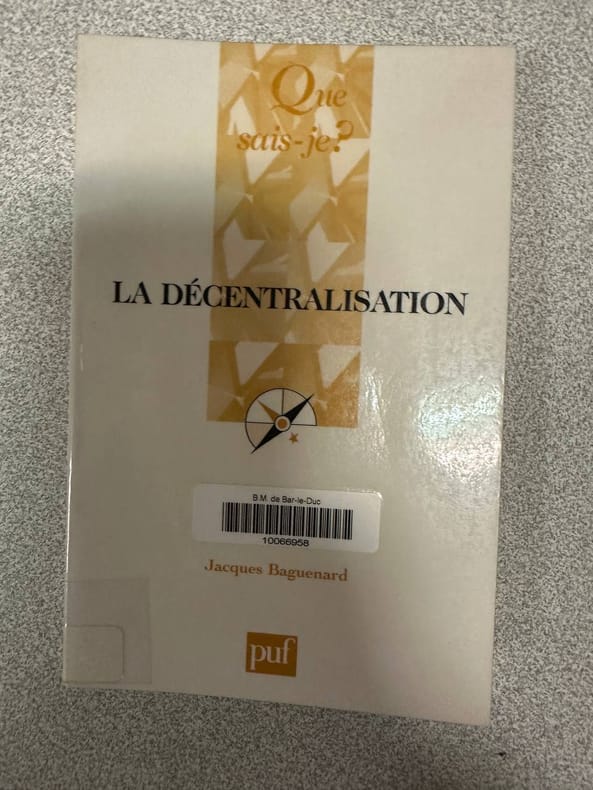 Que
sais-je?
LA DÉCENTRALISATION
B.M. de Bar-le-Duc
10066958
Jacques Baguenard
puf